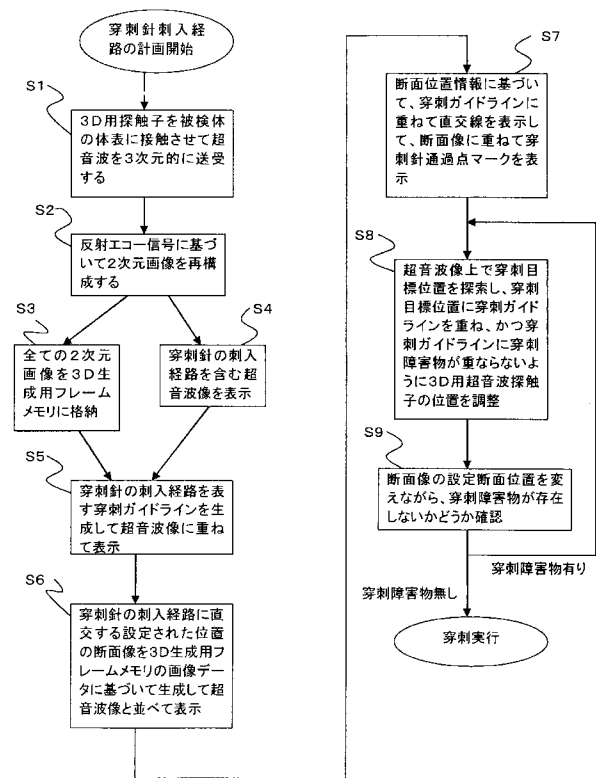 穿刺針刺入経
路の計画開始
S1
3D用探触子を被検体
の体表に接触させて超
音波を3次元的に送受
する
S2
反射エコー信号に基づ
いて2次元画像を再構
成する
S3
全ての2次元
画像を3D生
成用フレーム
メモリに格納
S4
穿刺針の刺入
経路を含む超
音波像を表示
S5
穿刺針の刺入経路を表
す穿刺ガイドラインを生
成して超音波像に重ね
て表示
S6
穿刺針の刺入経路に直
交する設定された位置
の断面像を3D生成用フ
レームメモリの画像デー
タに基づいて生成して超
音波像と並べて表示
S7
断面位置情報に基づい
て、穿刺ガイドラインに
重ねて直交線を表示し
て、断面像に重ねて穿
刺針通過点マークを表
示
S8
超音波像上で穿刺目
標位置を探索し、穿刺
目標位置に穿刺ガイド
ラインを重ね、かつ穿
刺ガイドラインに穿刺
障害物が重ならないよ
うに3D用超音波探触
子の位置を調整
S9
断面像の設定断面位置を変
えながら、穿刺障害物が存在
しないかどうか確認
穿刺障害物有り
穿刺障害物無し
穿刺実行